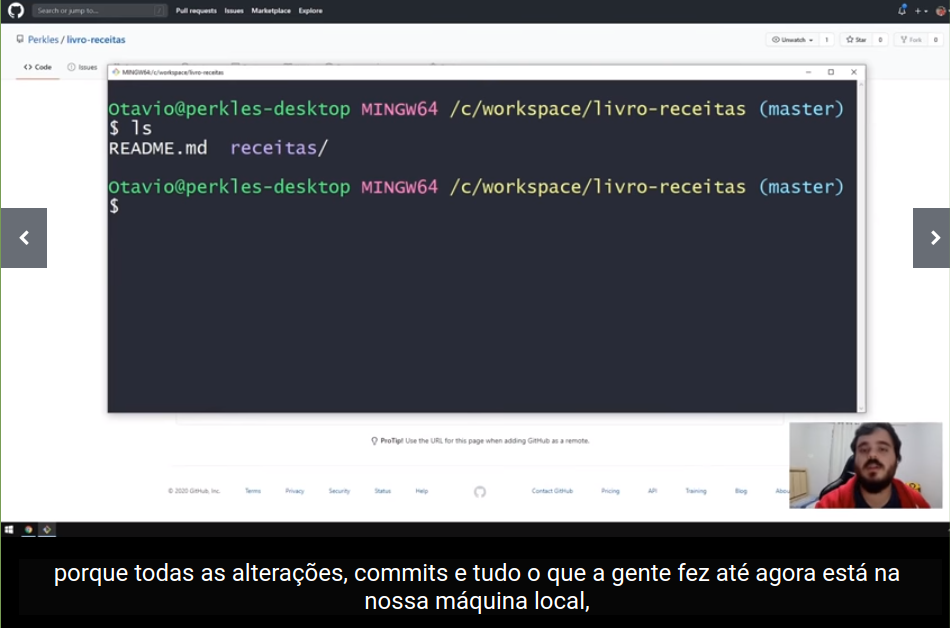 Search or jump to... /
Pull requests Issues Marketplace Explore
Perkles / livro-receitas
Unwatch 1 Star 0 Fork 0
Code Issues
MINGW64:/c/workspace/livro-receitas
Otavio@perkles-desktop MINGW64 /c/workspace/livro-receitas (master)
$ ls
README.md receitas/
Otavio@perkles-desktop MINGW64 /c/workspace/livro-receitas (master)
$
ProTip! Use the URL for this page when adding GitHub as a remote.
© 2020 GitHub, Inc. Terms Privacy Security Status Help Contact GitHub Pricing API Training Blog Abou
porque todas as alterações, commits e tudo o que a gente fez até agora está na
nossa máquina local,